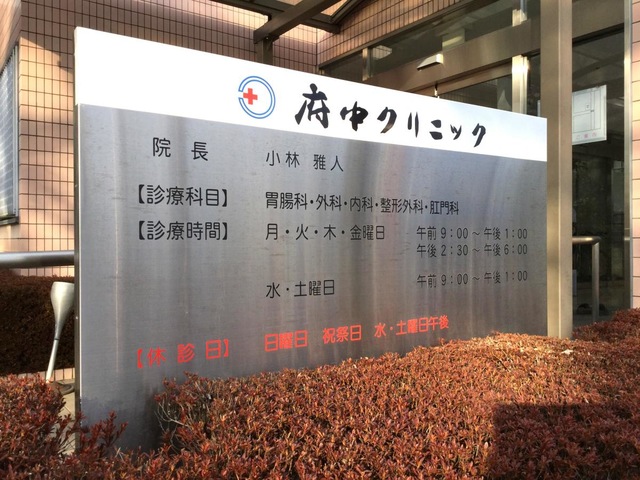 府中クリニック
院長 小林 雅人
【診療科目】 胃腸科・外科・内科・整形外科・肛門科
【診療時間】 月・火・木・金曜日 午前 9:00 ～ 午後 1:00
午後 2:30 ～ 午後 6:00
水・土曜日 午前 9:00 ～ 午後 1:00
【休診日】 日曜日 祝祭日 水・土曜日午後